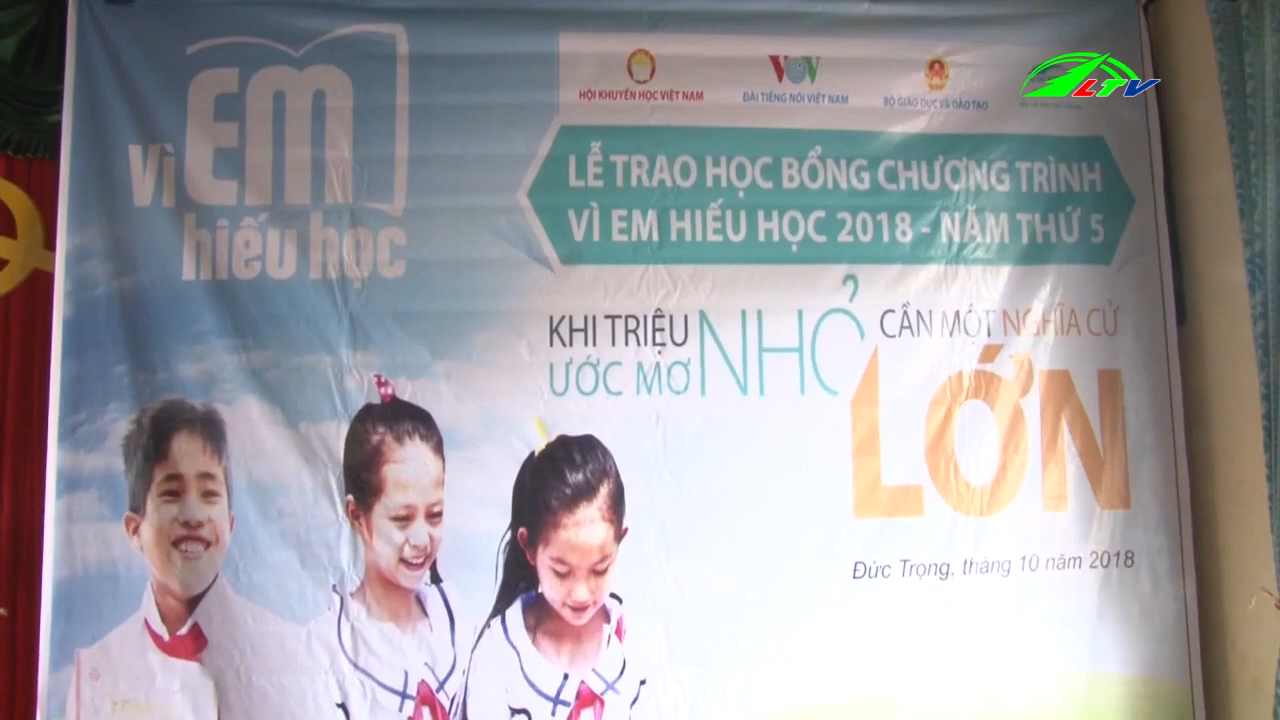 Vì EM
hiếu học
HỘI KHUYẾN HỌC VIỆT NAM
VOV
ĐÀI TIẾNG NÓI VIỆT NAM
BỘ GIÁO DỤC VÀ ĐÀO TẠO
LTV
LỄ TRAO HỌC BỔNG CHƯƠNG TRÌNH
VÌ EM HIẾU HỌC 2018 - NĂM THỨ 5
KHI TRIỆU
ƯỚC MƠ NHỎ
CẦN MỘT NGHĨA CỬ
LỚN
Đức Trọng, tháng 10 năm 2018